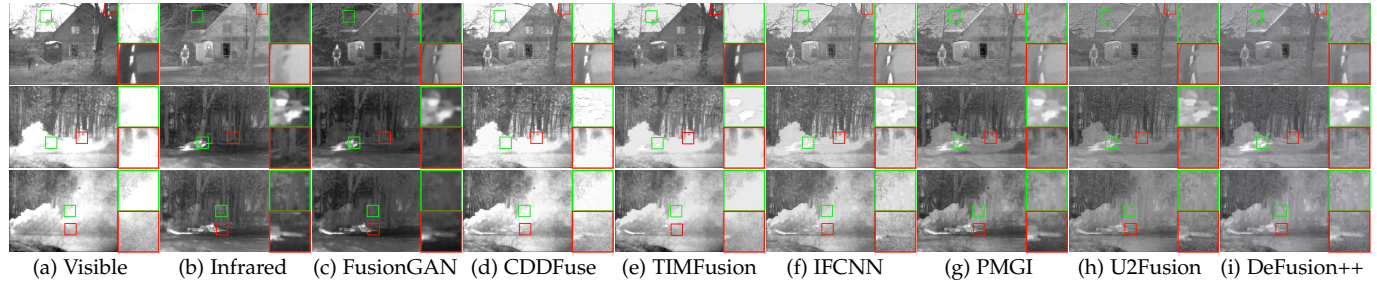 (a) Visible (b) Infrared (c) FusionGAN (d) CDDFuse (e) TIMFusion (f) IFCNN (g) PMGI (h) U2Fusion (i) DeFusion++